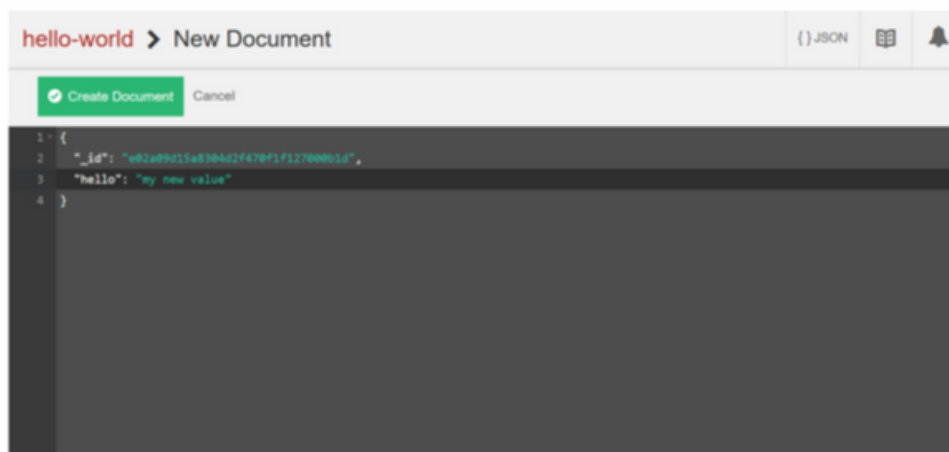 hello-world > New Document
{ } JSON
Create Document Cancel
1 {
2 "_id": "e02a09d15a8304d2f470f1f127000b1d",
3 "hello": "my new value"
4 }